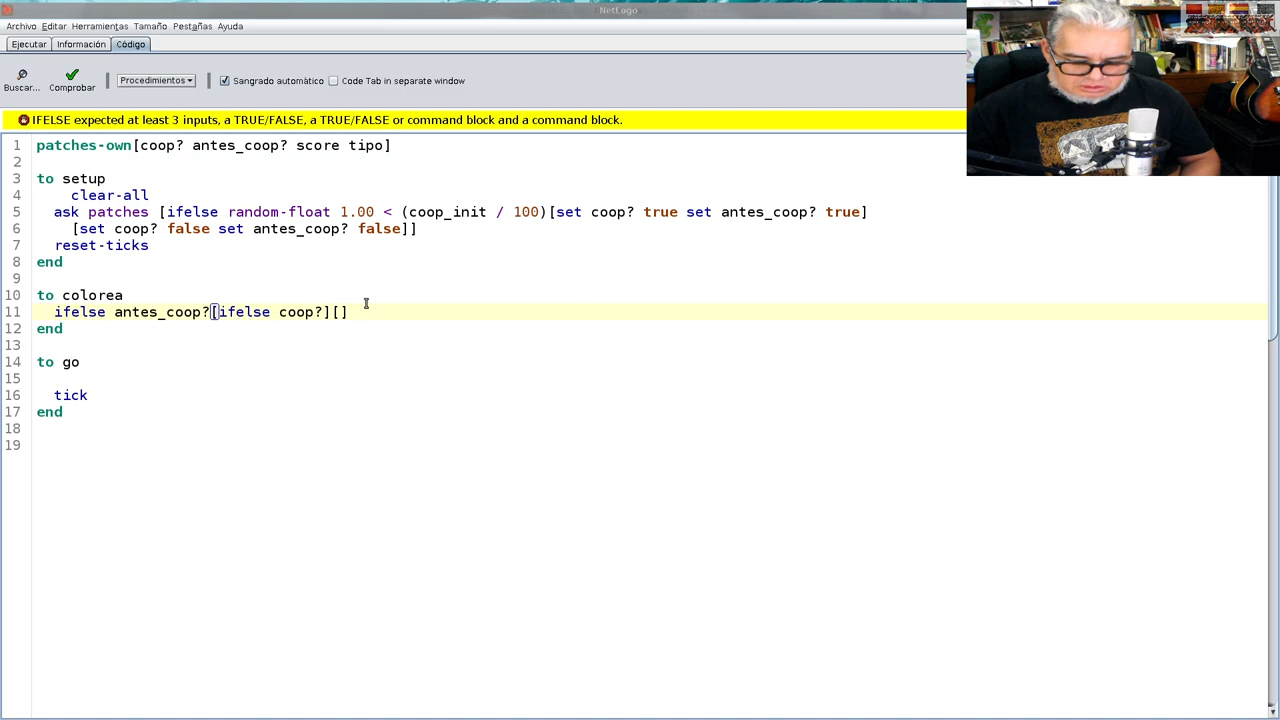 NetLogo
Archivo Editar Herramientas Tamaño Pestañas Ayuda
Ejecutar Información Código
Buscar... Comprobar Procedimientos Sangrado automático Code Tab in separate window
IFELSE expected at least 3 inputs, a TRUE/FALSE, a TRUE/FALSE or command block and a command block.
1 patches-own[coop? antes_coop? score tipo]
2
3 to setup
4 clear-all
5 ask patches [ifelse random-float 1.00 < (coop_init / 100)[set coop? true set antes_coop? true]
6 [set coop? false set antes_coop? false]]
7 reset-ticks
8 end
9
10 to colorea
11 ifelse antes_coop?[ifelse coop?][]
12 end
13
14 to go
15
16 tick
17 end
18
19